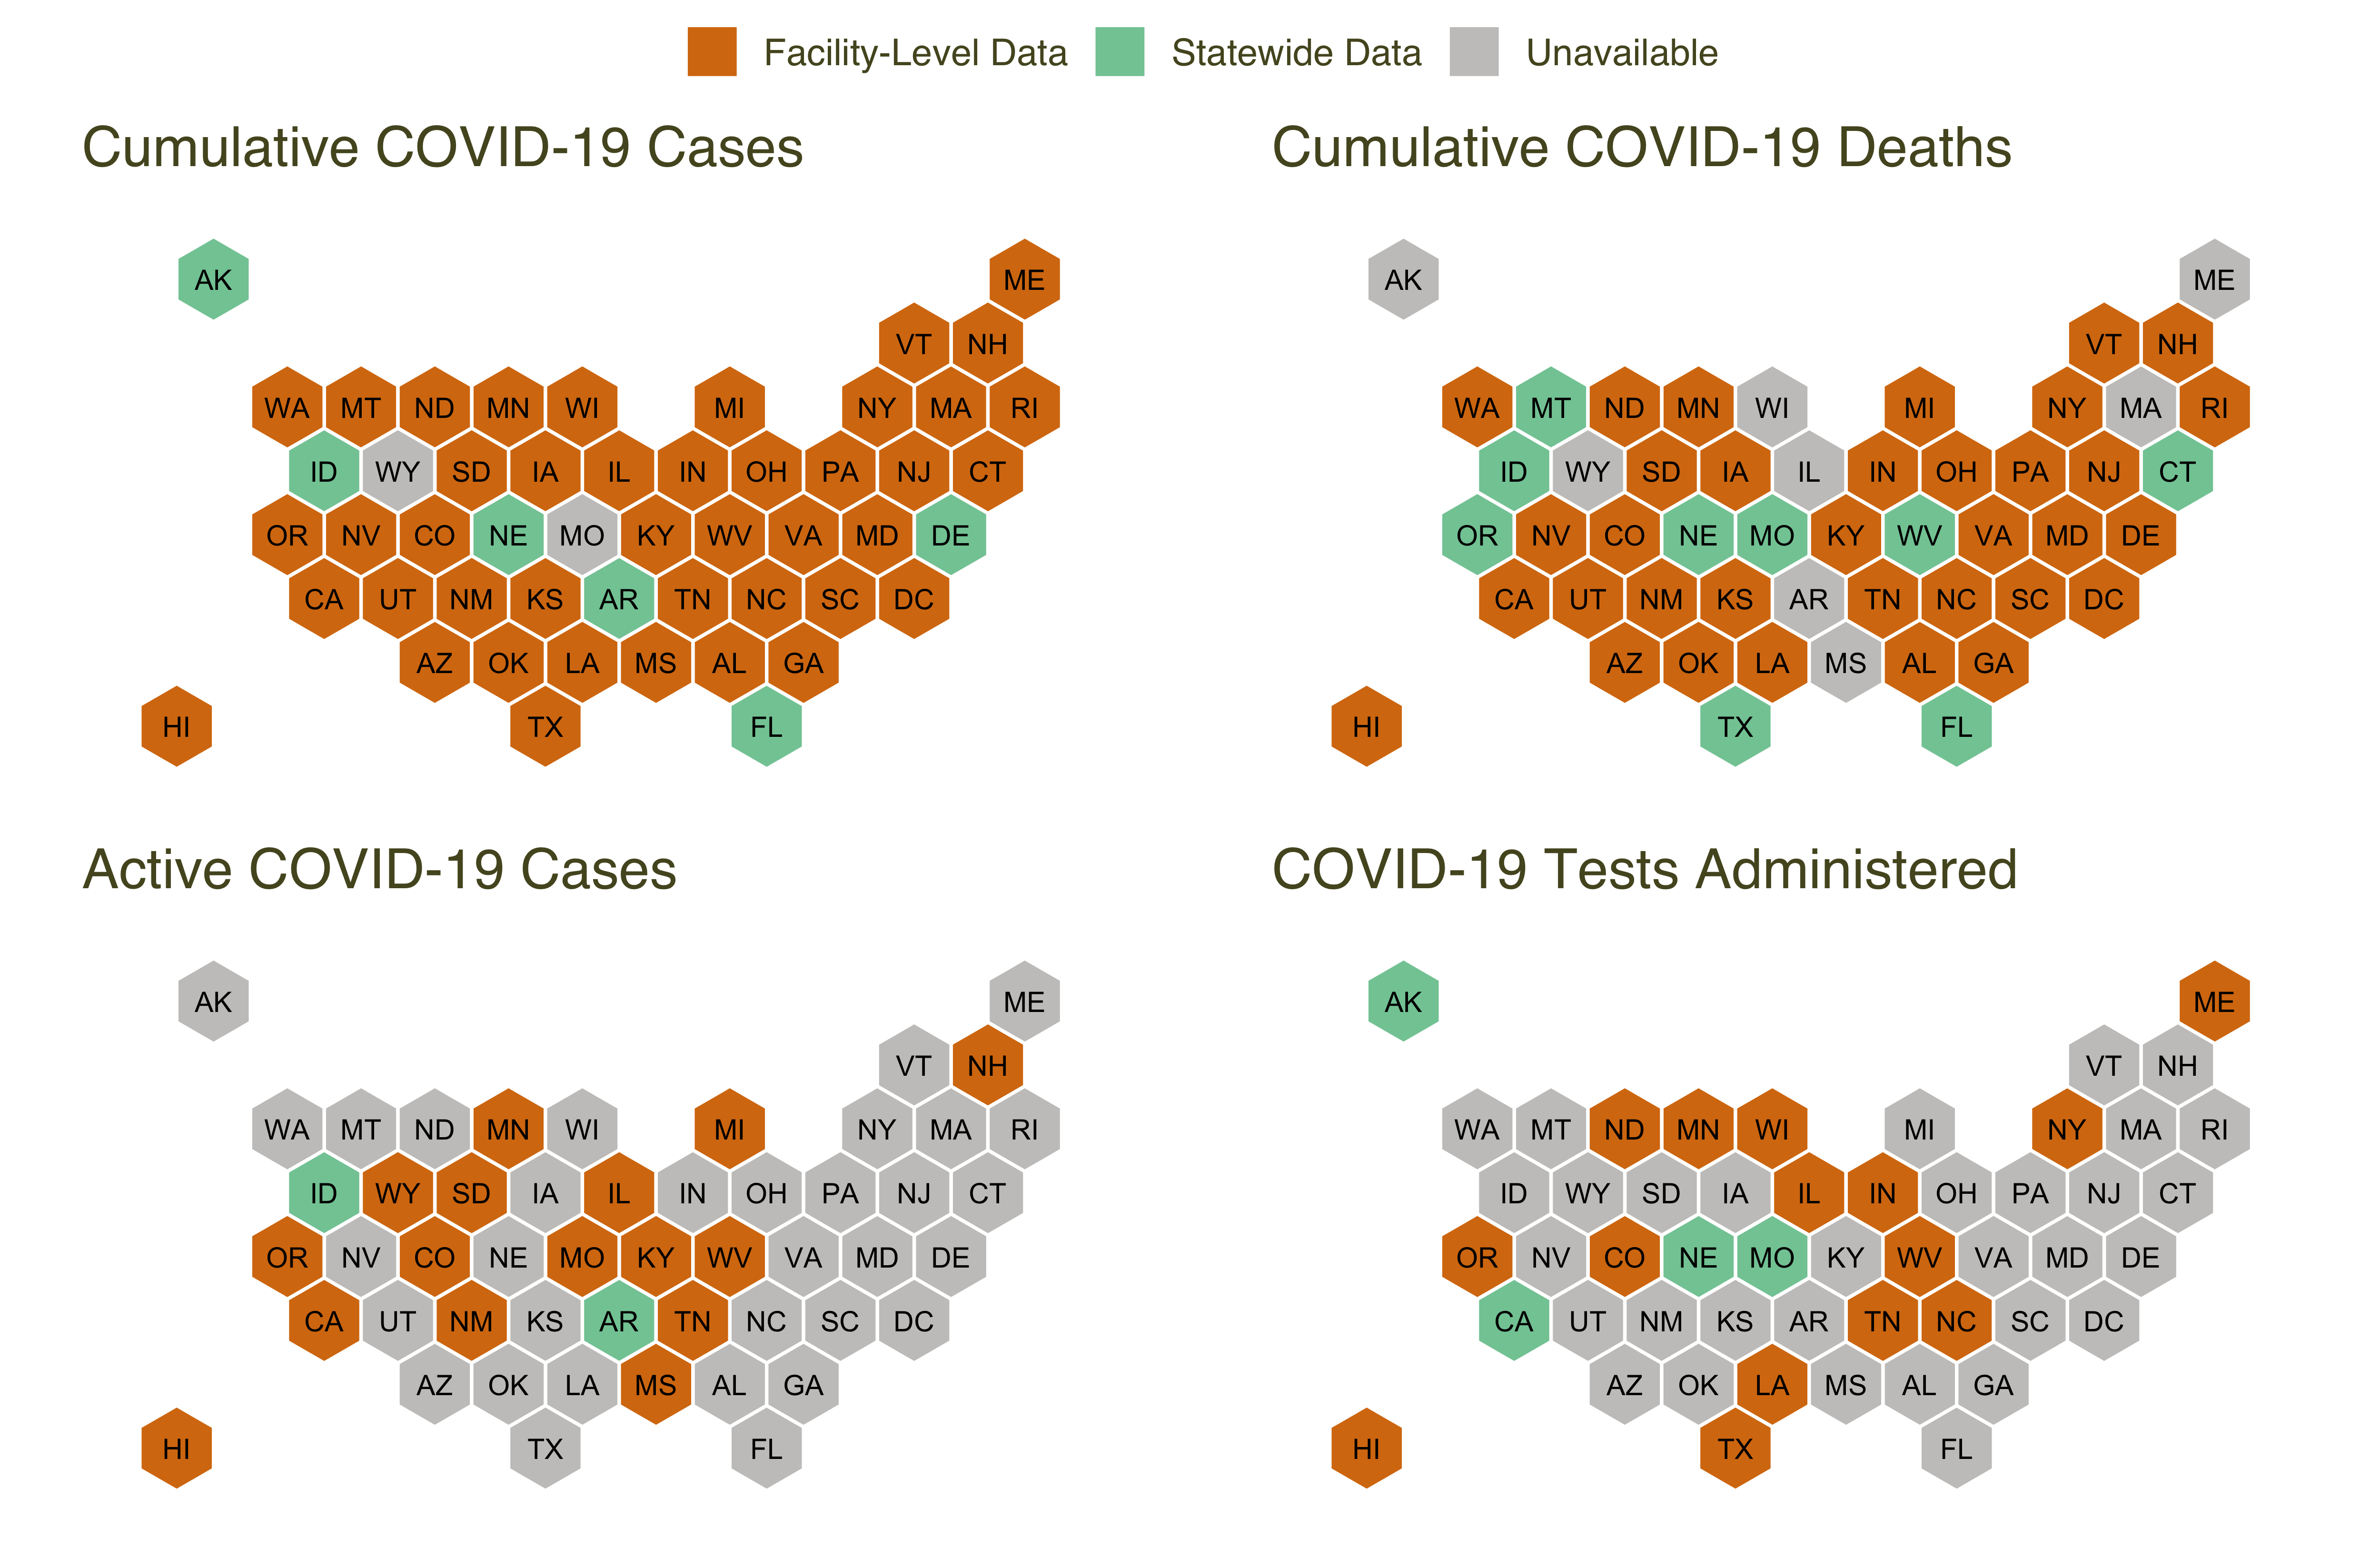 Facility-Level Data Statewide Data Unavailable
Cumulative COVID-19 Cases
AK ME
VT NH
WA MT ND MN WI MI NY MA RI
ID WY SD IA IL IN OH PA NJ CT
OR NV CO NE MO KY WV VA MD DE
CA UT NM KS AR TN NC SC DC
AZ OK LA MS AL GA
HI TX FL
Cumulative COVID-19 Deaths
AK ME
VT NH
WA MT ND MN WI MI NY MA RI
ID WY SD IA IL IN OH PA NJ CT
OR NV CO NE MO KY WV VA MD DE
CA UT NM KS AR TN NC SC DC
AZ OK LA MS AL GA
HI TX FL
Active COVID-19 Cases
AK ME
VT NH
WA MT ND MN WI MI NY MA RI
ID WY SD IA IL IN OH PA NJ CT
OR NV CO NE MO KY WV VA MD DE
CA UT NM KS AR TN NC SC DC
AZ OK LA MS AL GA
HI TX FL
COVID-19 Tests Administered
AK ME
VT NH
WA MT ND MN WI MI NY MA RI
ID WY SD IA IL IN OH PA NJ CT
OR NV CO NE MO KY WV VA MD DE
CA UT NM KS AR TN NC SC DC
AZ OK LA MS AL GA
HI TX FL